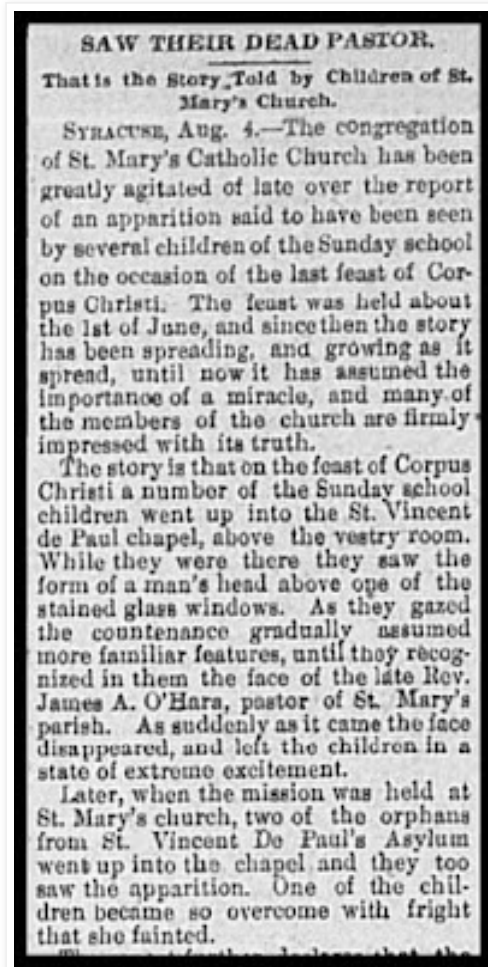 SAW THEIR DEAD PASTOR.
That is the Story Told by Children of St.
Mary's Church.
SYRACUSE, Aug. 4.—The congregation
of St. Mary's Catholic Church has been
greatly agitated of late over the report
of an apparition said to have been seen
by several children of the Sunday school
on the occasion of the last feast of Cor-
pus Christi. The feast was held about
the 1st of June, and since then the story
has been spreading, and growing as it
spread, until now it has assumed the
importance of a miracle, and many of
the members of the church are firmly
impressed with its truth.
The story is that on the feast of Corpus
Christi a number of the Sunday school
children went up into the St. Vincent
de Paul chapel, above the vestry room.
While they were there they saw the
form of a man's head above one of the
stained glass windows. As they gazed
the countenance gradually assumed
more familiar features, until they recog-
nized in them the face of the late Rev.
James A. O'Hara, pastor of St. Mary's
parish. As suddenly as it came the face
disappeared, and left the children in a
state of extreme excitement.
Later, when the mission was held at
St. Mary's church, two of the orphans
from St. Vincent De Paul's Asylum
went up into the chapel and they too
saw the apparition. One of the chil-
dren became so overcome with fright
that she fainted.